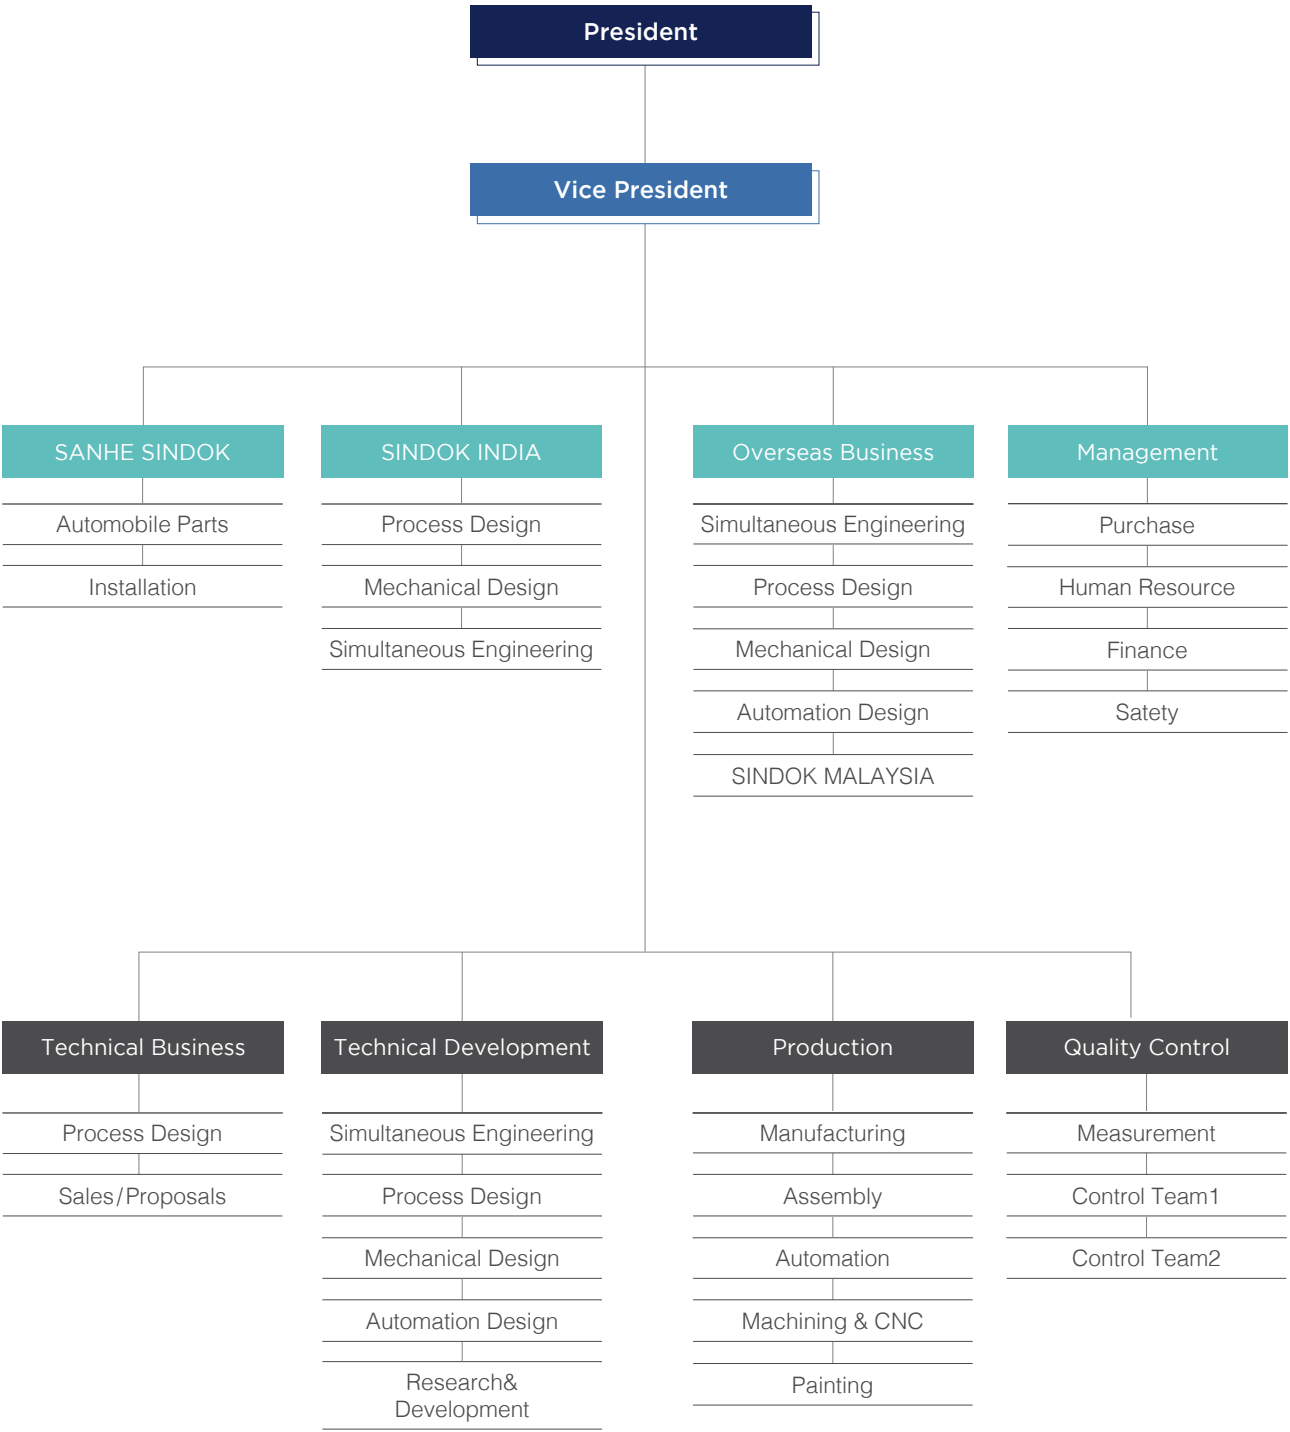 President
Vice President
SANHE SINDOK
Automobile Parts
Installation
SINDOK INDIA
Process Design
Mechanical Design
Simultaneous Engineering
Overseas Business
Simultaneous Engineering
Process Design
Mechanical Design
Automation Design
SINDOK MALAYSIA
Management
Purchase
Human Resource
Finance
Satety
Technical Business
Process Design
Sales/Proposals
Technical Development
Simultaneous Engineering
Process Design
Mechanical Design
Automation Design
Research&
Development
Production
Manufacturing
Assembly
Automation
Machining & CNC
Painting
Quality Control
Measurement
Control Team1
Control Team2